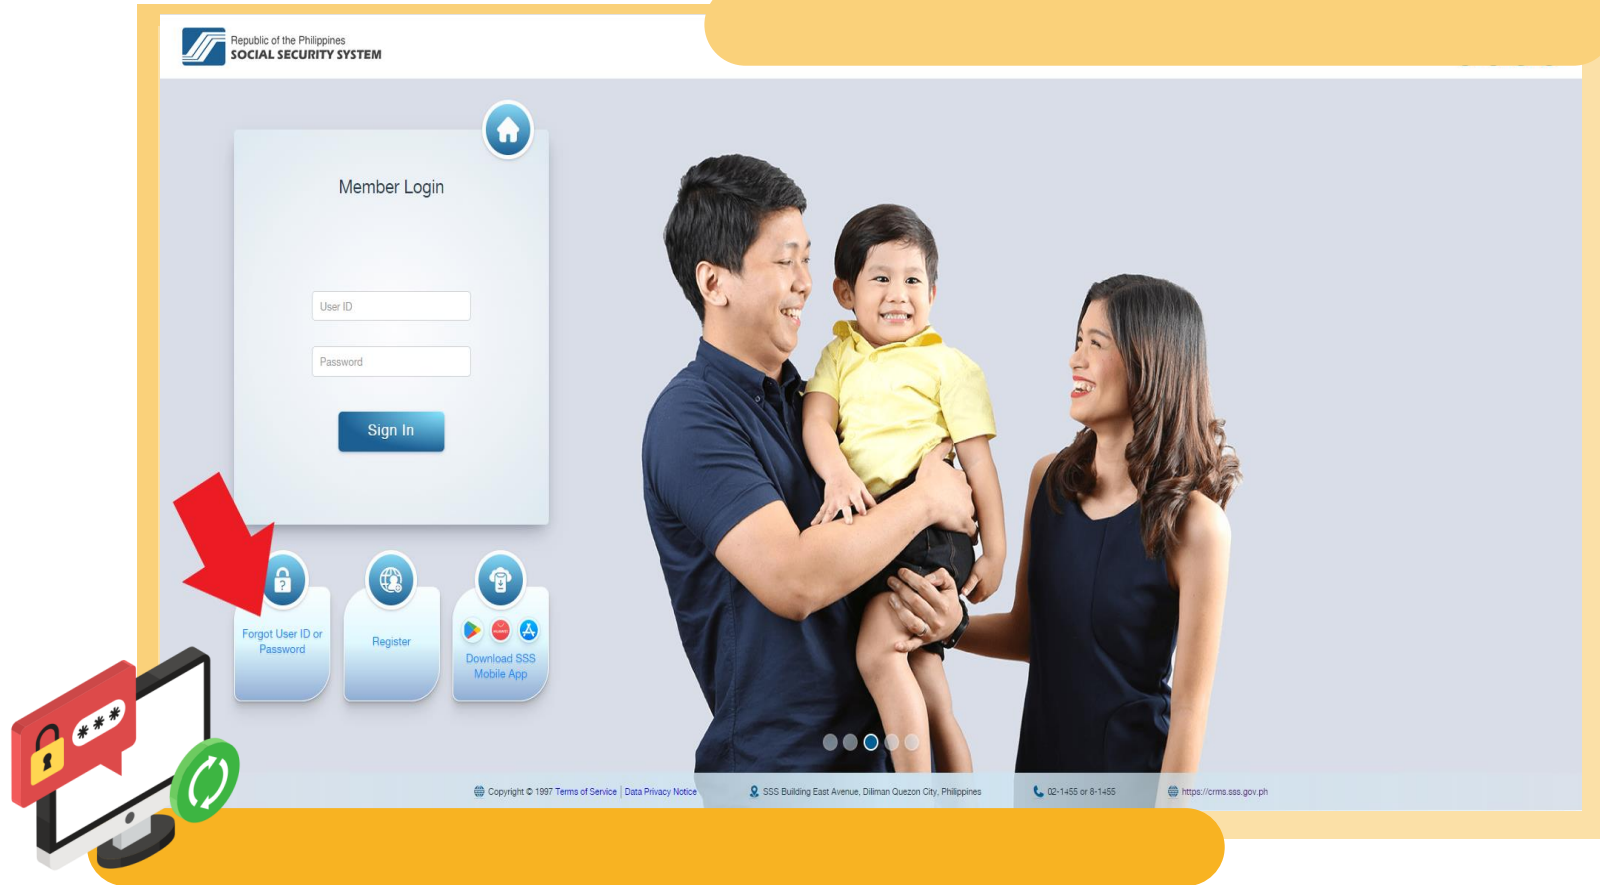 Republic of the Philippines
SOCIAL SECURITY SYSTEM
Member Login
User ID
Password
Sign In
Forgot User ID or
Password
Register
Download SSS
Mobile App
***
Copyright © 1997 Terms of Service | Data Privacy Notice
SSS Building East Avenue, Diliman Quezon City, Philippines
02-1455 or 8-1455
https://crms.sss.gov.ph